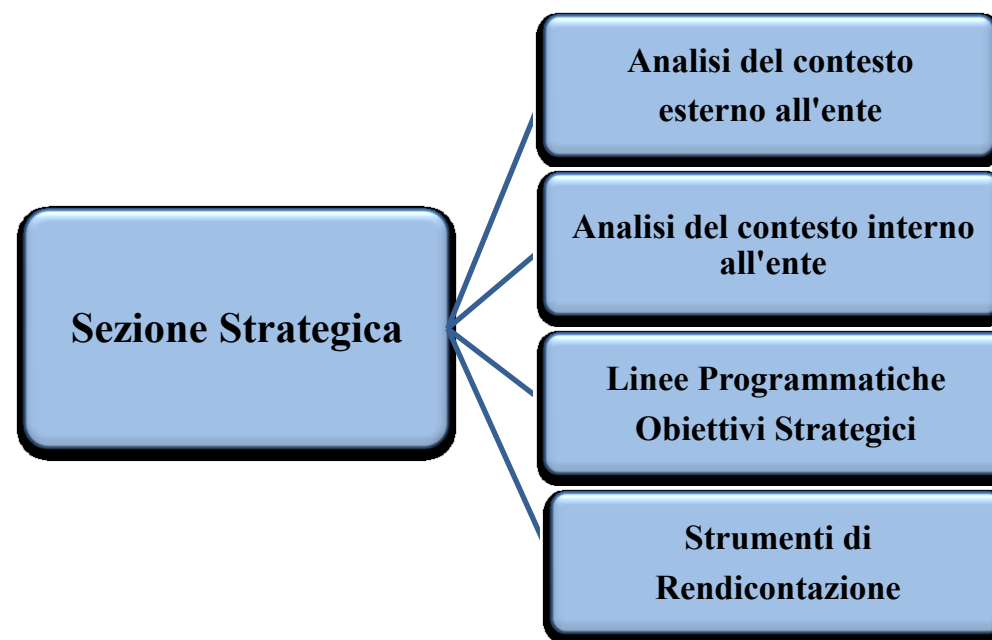 Sezione Strategica
Analisi del contesto
esterno all'ente
Analisi del contesto interno
all'ente
Linee Programmatiche
Obiettivi Strategici
Strumenti di
Rendicontazione